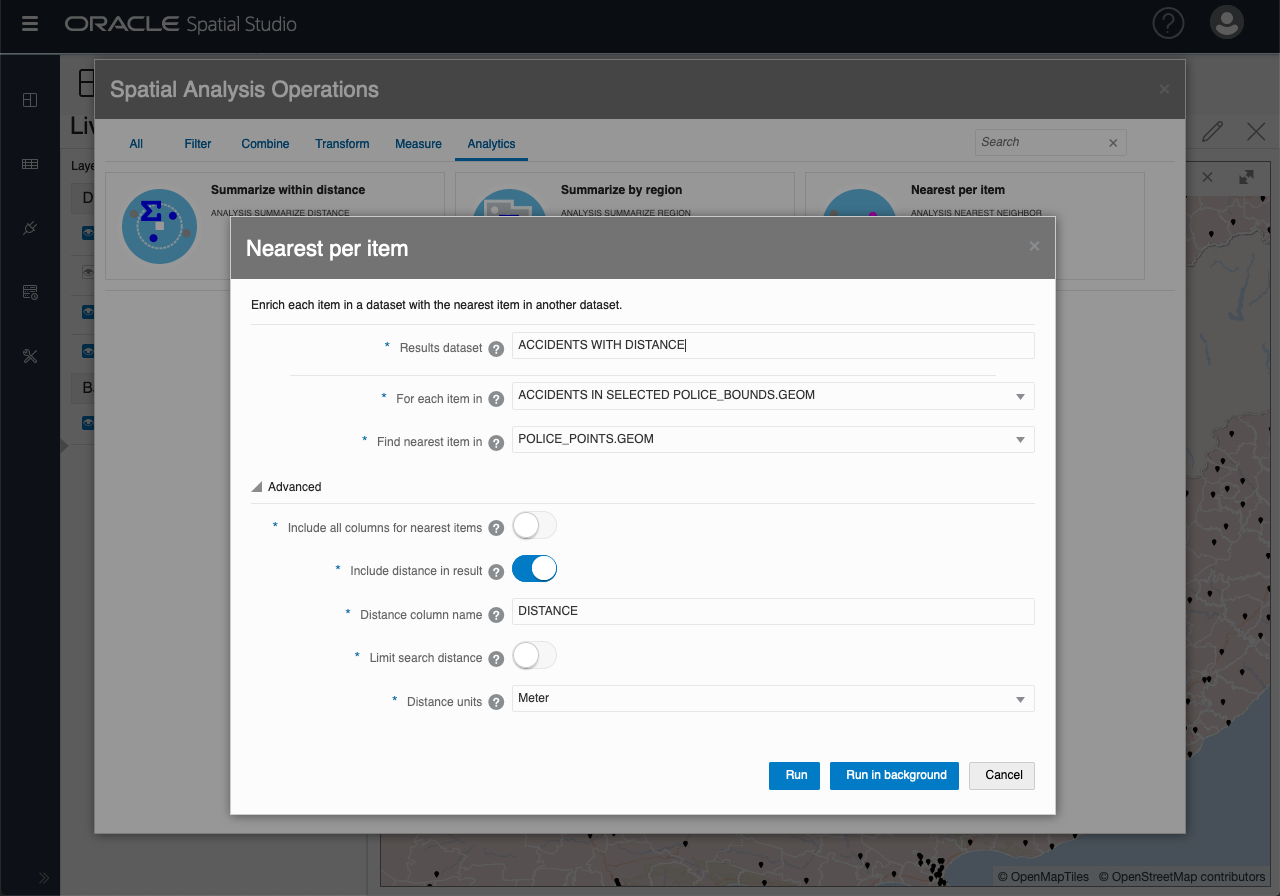 ORACLE Spatial Studio
Spatial Analysis Operations
All Filter Combine Transform Measure Analytics
Search
Laye
Summarize within distance
ANALYSIS SUMMARIZE DISTANCE
Summarize by region
ANALYSIS SUMMARIZE REGION
Nearest per item
ANALYSIS NEAREST NEIGHBOR
Nearest per item
Enrich each item in a dataset with the nearest item in another dataset.
* Results dataset ? ACCIDENTS WITH DISTANCE
* For each item in ? ACCIDENTS IN SELECTED POLICE_BOUNDS.GEOM
* Find nearest item in ? POLICE_POINTS.GEOM
Advanced
* Include all columns for nearest items ?
* Include distance in result ?
* Distance column name ? DISTANCE
* Limit search distance ?
* Distance units ? Meter
Run Run in background Cancel
© OpenMapTiles © OpenStreetMap contributors